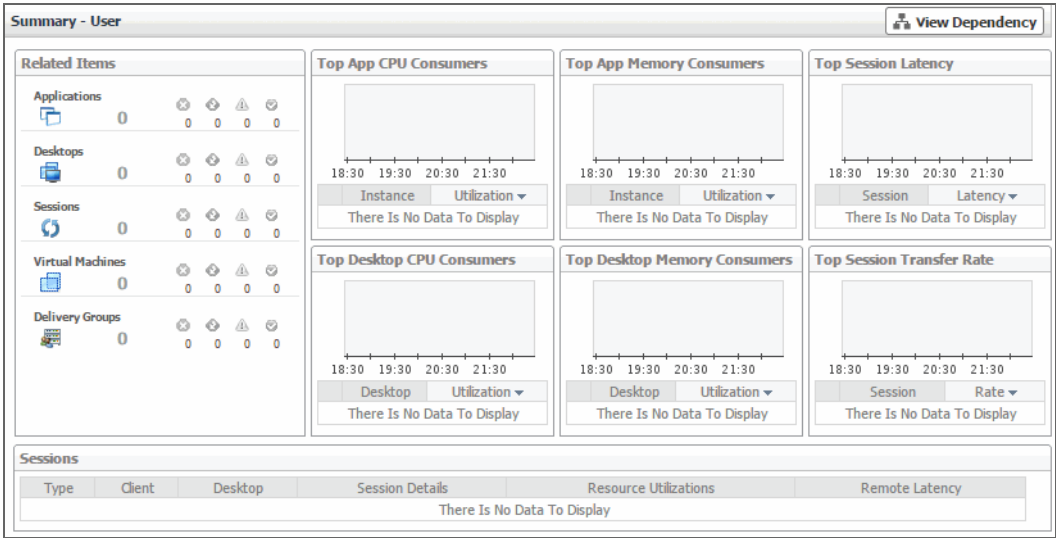 Summary - User
View Dependency
Related Items
Applications
0
0 0 0 0
Desktops
0
0 0 0 0
Sessions
0
0 0 0 0
Virtual Machines
0
0 0 0 0
Delivery Groups
0
0 0 0 0
Top App CPU Consumers
18:30 19:30 20:30 21:30
Instance Utilization
There Is No Data To Display
Top App Memory Consumers
18:30 19:30 20:30 21:30
Instance Utilization
There Is No Data To Display
Top Session Latency
18:30 19:30 20:30 21:30
Session Latency
There Is No Data To Display
Top Desktop CPU Consumers
18:30 19:30 20:30 21:30
Desktop Utilization
There Is No Data To Display
Top Desktop Memory Consumers
18:30 19:30 20:30 21:30
Desktop Utilization
There Is No Data To Display
Top Session Transfer Rate
18:30 19:30 20:30 21:30
Session Rate
There Is No Data To Display
Sessions
Type Client Desktop Session Details Resource Utilizations Remote Latency
There Is No Data To Display